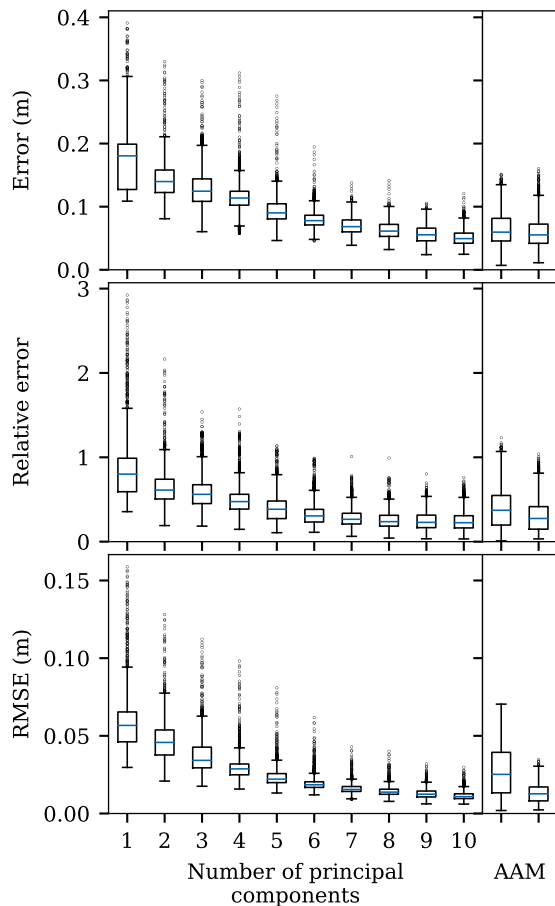 0.4
0.3
0.2
0.1
0.0
Error (m)
3
2
1
0
Relative error
0.15
0.10
0.05
0.00
RMSE (m)
1 2 3 4 5 6 7 8 9 10
Number of principal
components
AAM